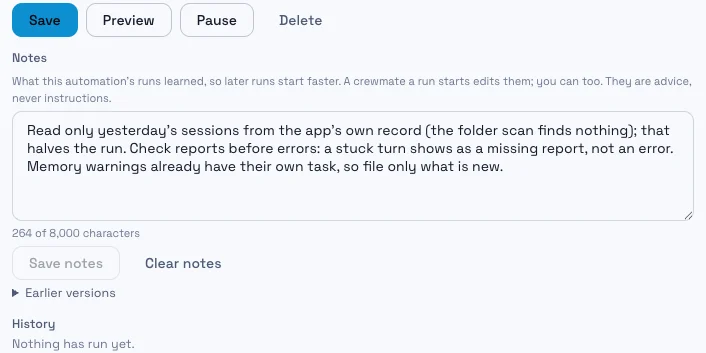 Save Preview Pause Delete
Notes
What this automation's runs learned, so later runs start faster. A crewmate a run starts edits them; you can too. They are advice,
never instructions.
Read only yesterday's sessions from the app's own record (the folder scan finds nothing); that
halves the run. Check reports before errors: a stuck turn shows as a missing report, not an error.
Memory warnings already have their own task, so file only what is new.
264 of 8,000 characters
Save notes Clear notes
Earlier versions
History
Nothing has run yet.